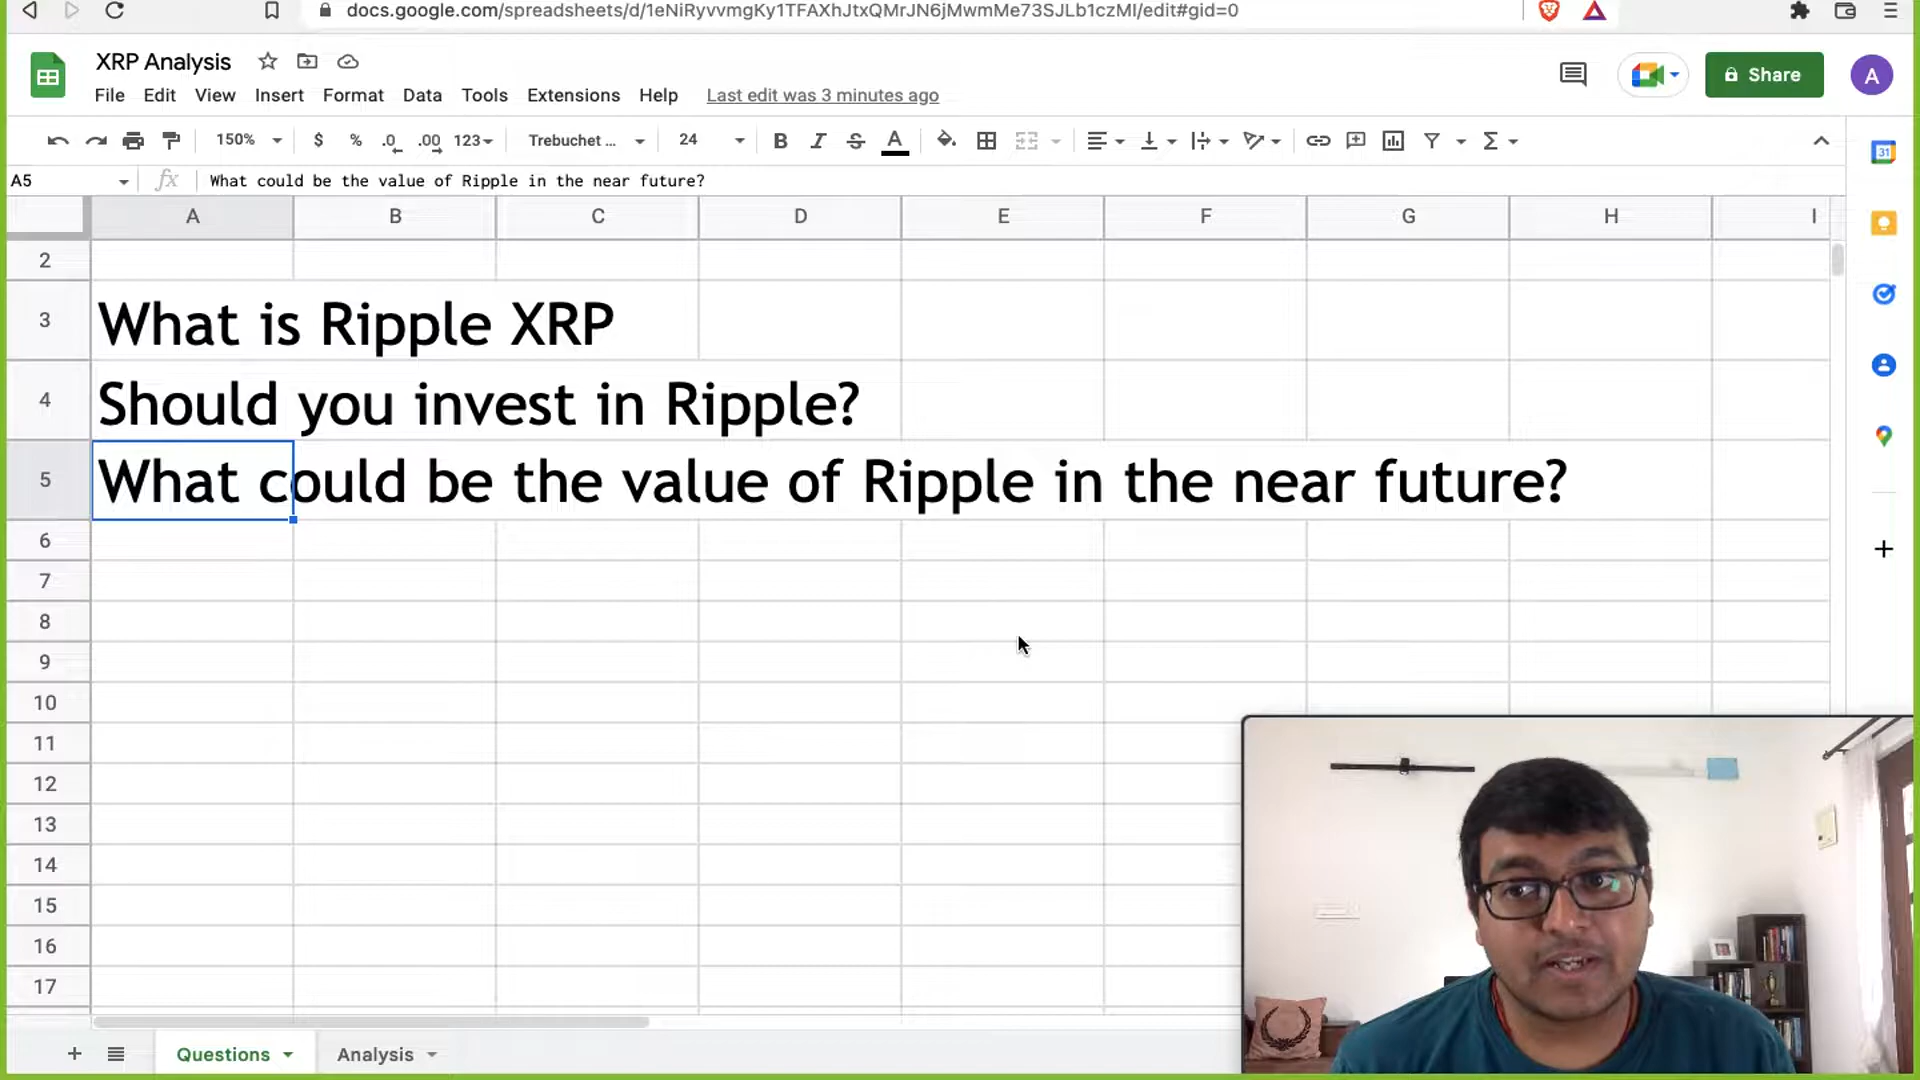 docs.google.com/spreadsheets/d/1eNiRyvvmgKy1TFAXhJtxQMrJN6jMwmMe73SJLb1czMI/edit#gid=0
XRP Analysis
Share
A
File Edit View Insert Format Data Tools Extensions Help Last edit was 3 minutes ago
150% $ % .0 .00 123 Trebuchet ... 24 B I S A Σ
31
A5 fx What could be the value of Ripple in the near future?
A B C D E F G H I
2
3 What is Ripple XRP
4 Should you invest in Ripple?
5 What could be the value of Ripple in the near future?
6
7
8
9
10
11
12
13
14
15
16
17
Questions Analysis